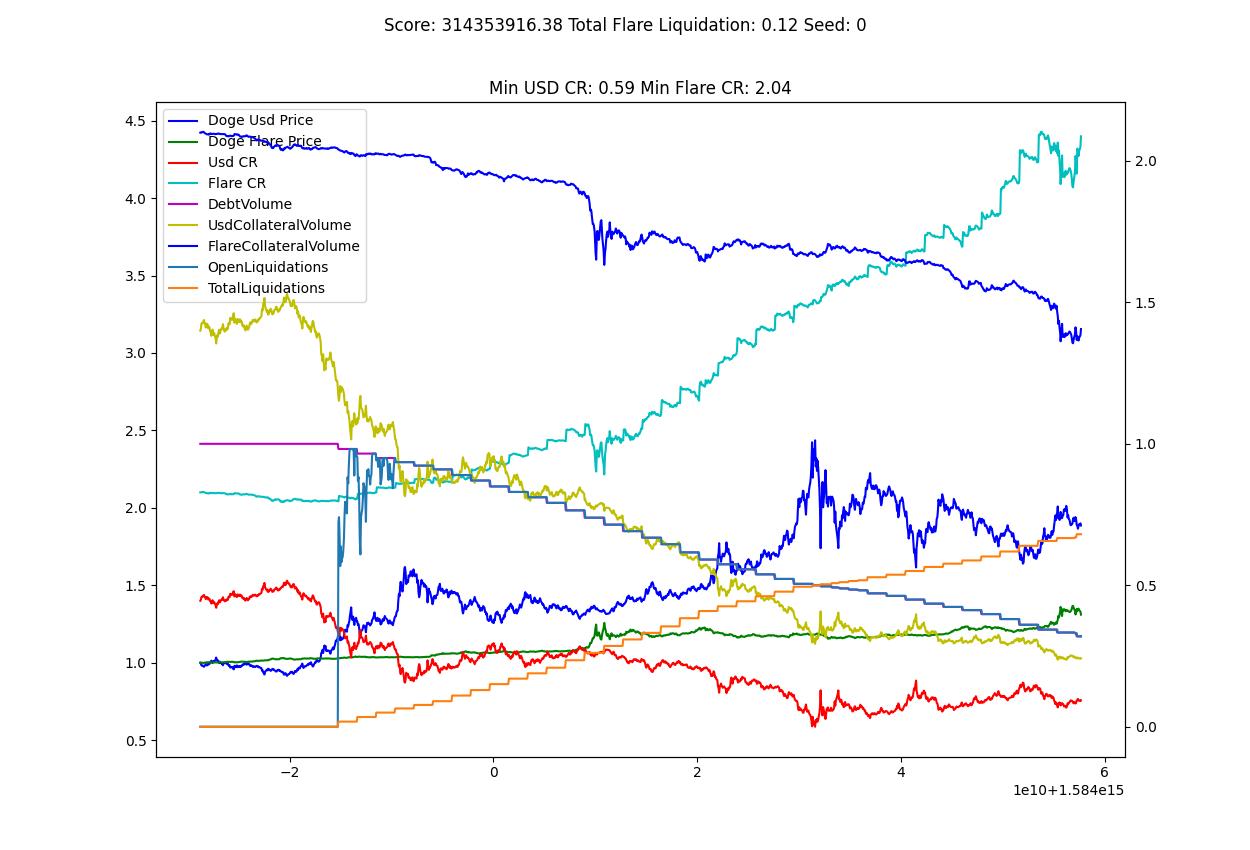 Score: 314353916.38 Total Flare Liquidation: 0.12 Seed: 0
Min USD CR: 0.59 Min Flare CR: 2.04
Doge Usd Price
Doge Flare Price
Usd CR
Flare CR
DebtVolume
UsdCollateralVolume
FlareCollateralVolume
OpenLiquidations
TotalLiquidations
4.5
4.0
3.5
3.0
2.5
2.0
1.5
1.0
0.5
2.0
1.5
1.0
0.5
0.0
−2
0
2
4
6
1e10+1.584e15